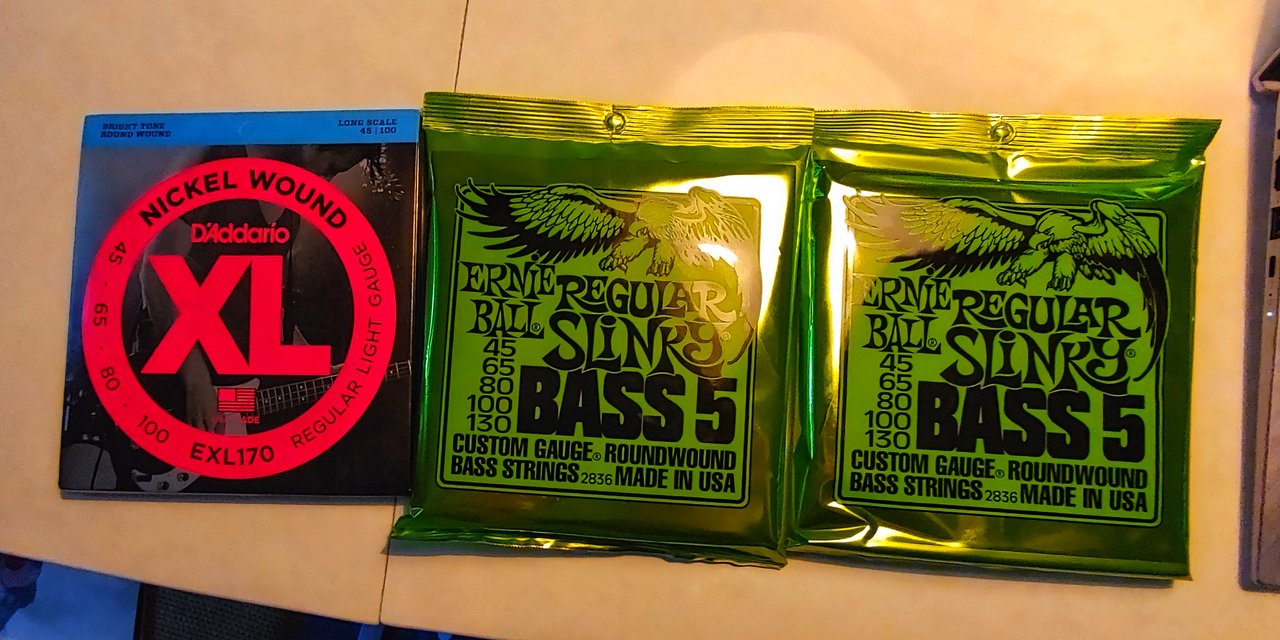 BRIGHT TONE
ROUND WOUND
LONG SCALE
45 | 100
NICKEL WOUND
D'Addario
XL
45 · 65 · 80 · 100
EXL170
REGULAR LIGHT GAUGE
ERNIE BALL®
REGULAR
SLINKY®
45
65
80
100
130
BASS 5
CUSTOM GAUGE® ROUNDWOUND
BASS STRINGS 2836 MADE IN USA
ERNIE BALL®
REGULAR
SLINKY®
45
65
80
100
130
BASS 5
CUSTOM GAUGE® ROUNDWOUND
BASS STRINGS 2836 MADE IN USA